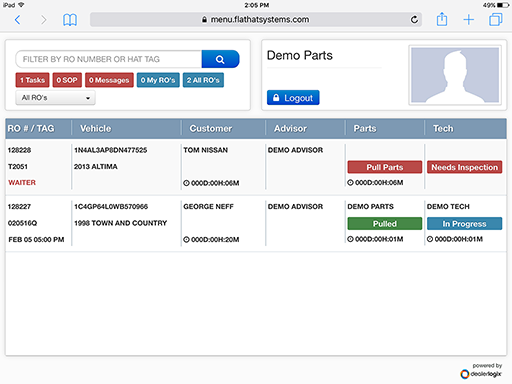 iPad 2:05 PM 49%
menu.flathatsystems.com
FILTER BY RO NUMBER OR HAT TAG
1 Tasks 0 SOP 0 Messages 0 My RO's 2 All RO's
All RO's
Demo Parts
Logout
RO # / TAG Vehicle Customer Advisor Parts Tech
128228 1N4AL3AP8DN477525 TOM NISSAN DEMO ADVISOR
T2051 2013 ALTIMA Pull Parts Needs Inspection
WAITER 000D:00H:06M 000D:00H:06M
128227 1C4GP64L0WB570966 GEORGE NEFF DEMO ADVISOR DEMO PARTS DEMO TECH
020516Q 1998 TOWN AND COUNTRY Pulled In Progress
FEB 05 05:00 PM 000D:00H:20M 000D:00H:01M 000D:00H:01M
powered by
dealerlogix